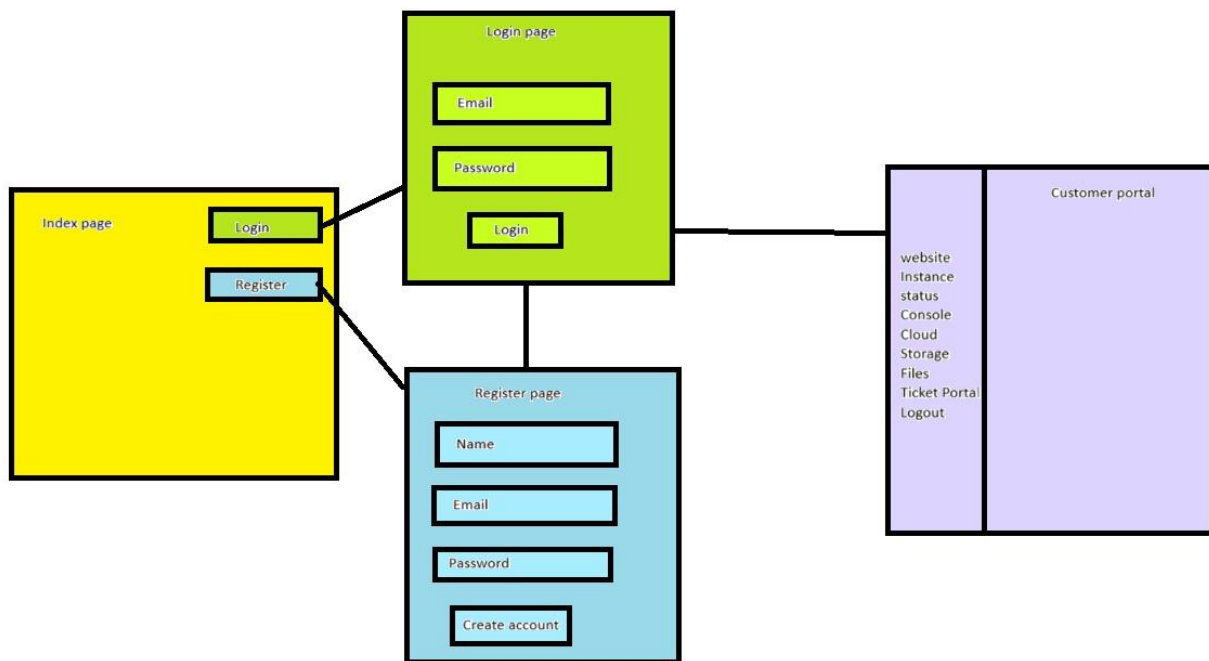 Index page
Login
Register
Login page
Email
Password
Login
Register page
Name
Email
Password
Create account
Customer portal
website
Instance
status
Console
Cloud
Storage
Files
Ticket Portal
Logout